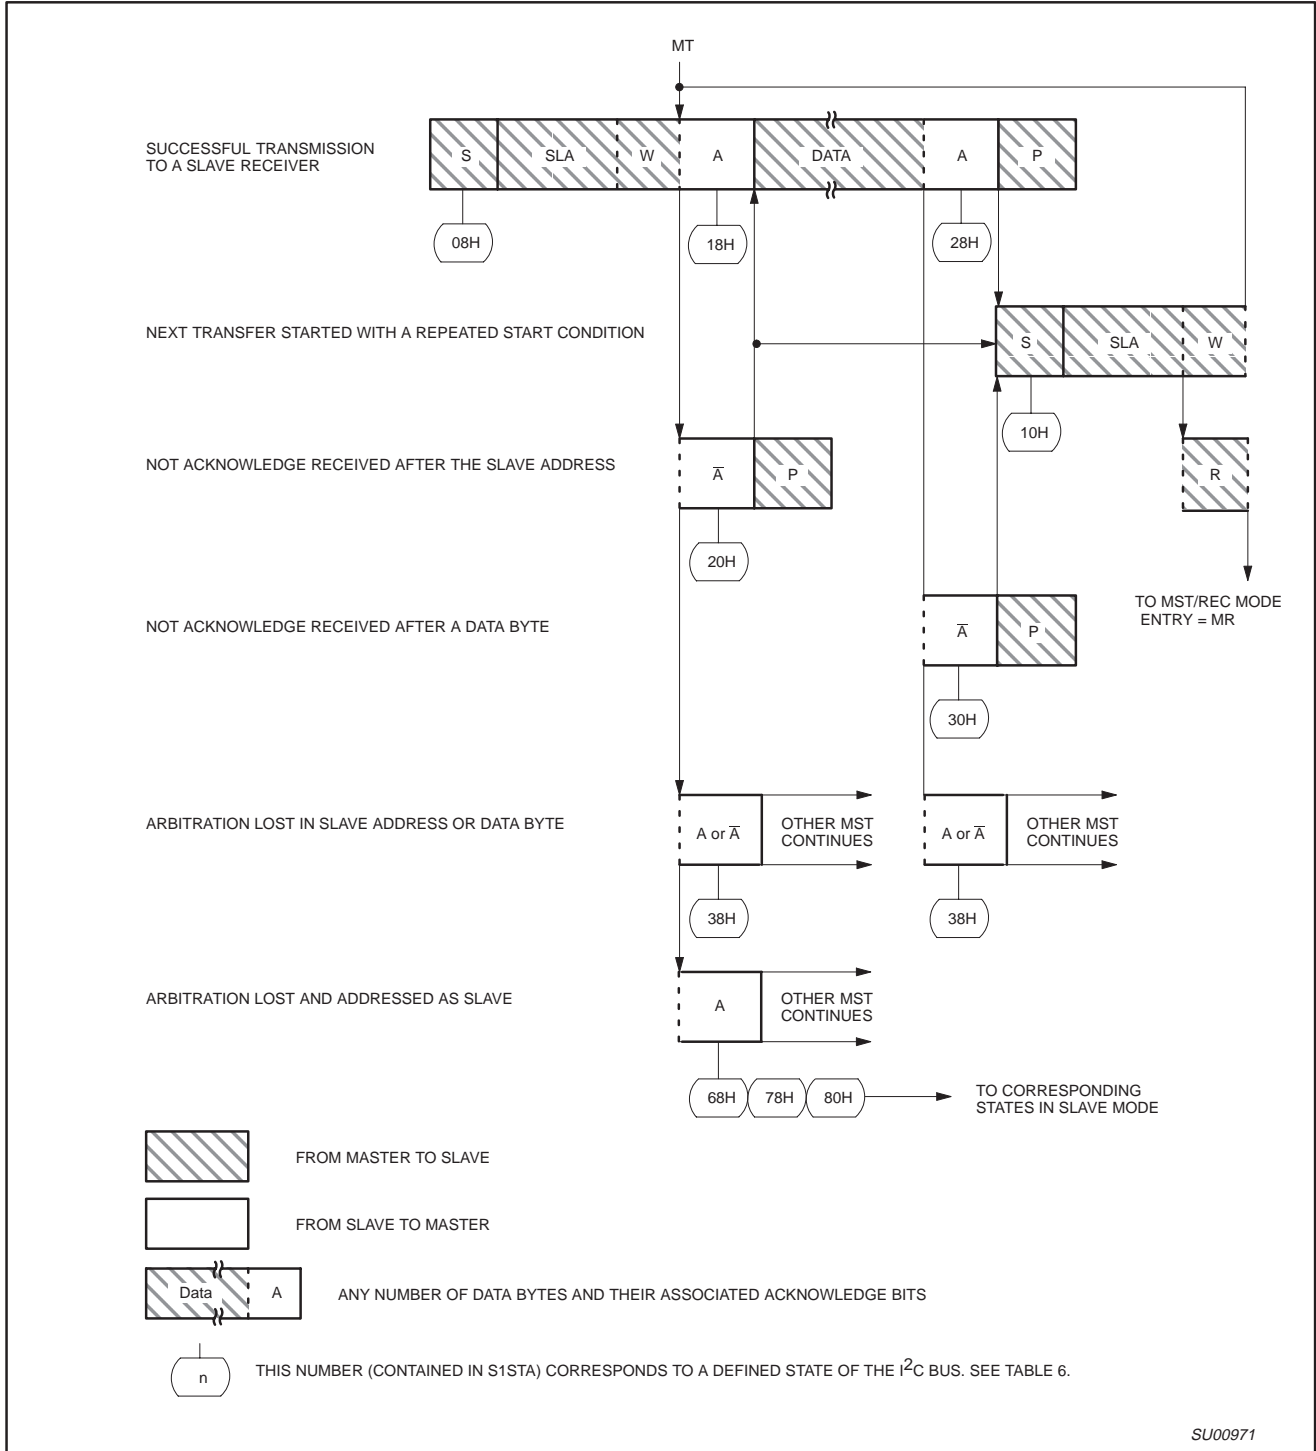 MT
SUCCESSFUL TRANSMISSION
TO A SLAVE RECEIVER
S SLA W A DATA A P
08H 18H 28H
NEXT TRANSFER STARTED WITH A REPEATED START CONDITION
S SLA W
10H
NOT ACKNOWLEDGE RECEIVED AFTER THE SLAVE ADDRESS
A̅ P
R
20H
TO MST/REC MODE
ENTRY = MR
NOT ACKNOWLEDGE RECEIVED AFTER A DATA BYTE
A̅ P
30H
ARBITRATION LOST IN SLAVE ADDRESS OR DATA BYTE
A or A̅
OTHER MST
CONTINUES
A or A̅
OTHER MST
CONTINUES
38H 38H
ARBITRATION LOST AND ADDRESSED AS SLAVE
A
OTHER MST
CONTINUES
68H 78H 80H
TO CORRESPONDING
STATES IN SLAVE MODE
FROM MASTER TO SLAVE
FROM SLAVE TO MASTER
Data A
ANY NUMBER OF DATA BYTES AND THEIR ASSOCIATED ACKNOWLEDGE BITS
n
THIS NUMBER (CONTAINED IN S1STA) CORRESPONDS TO A DEFINED STATE OF THE I²C BUS. SEE TABLE 6.
SU00971